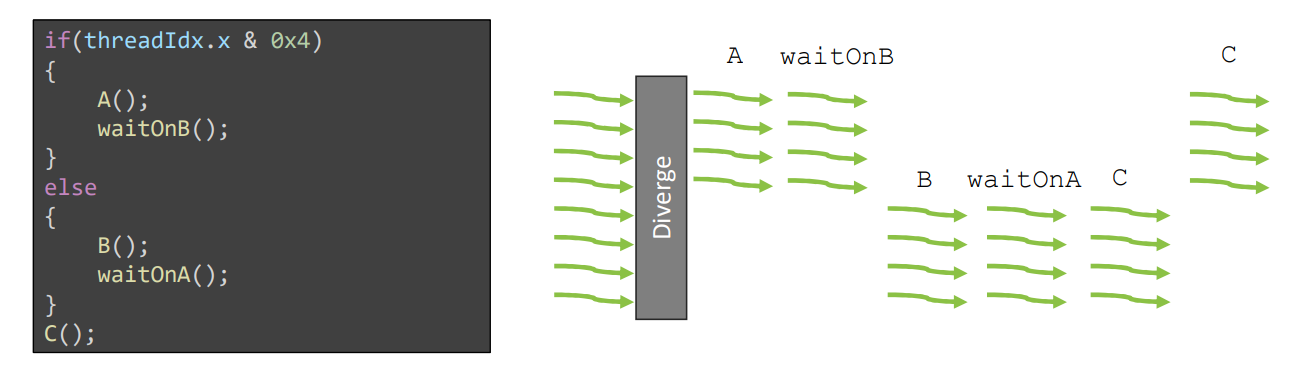 if(threadIdx.x & 0x4)
{
    A();
    waitOnB();
}
else
{
    B();
    waitOnA();
}
C();
Diverge
A waitOnB C
B waitOnA C